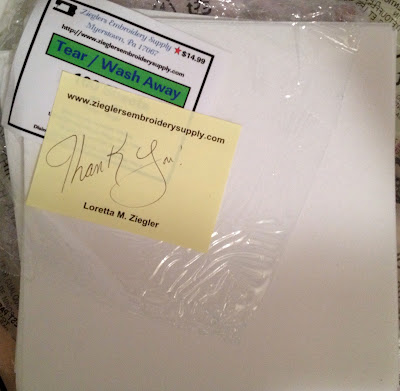 Zieglers Embroidery Supply
Myerstown, Pa 17067
$14.99
http://www.zieglersembroiderysupply.com
Tear / Wash Away
www.zieglersembroiderysupply.com
Thank You!
Loretta M. Ziegler